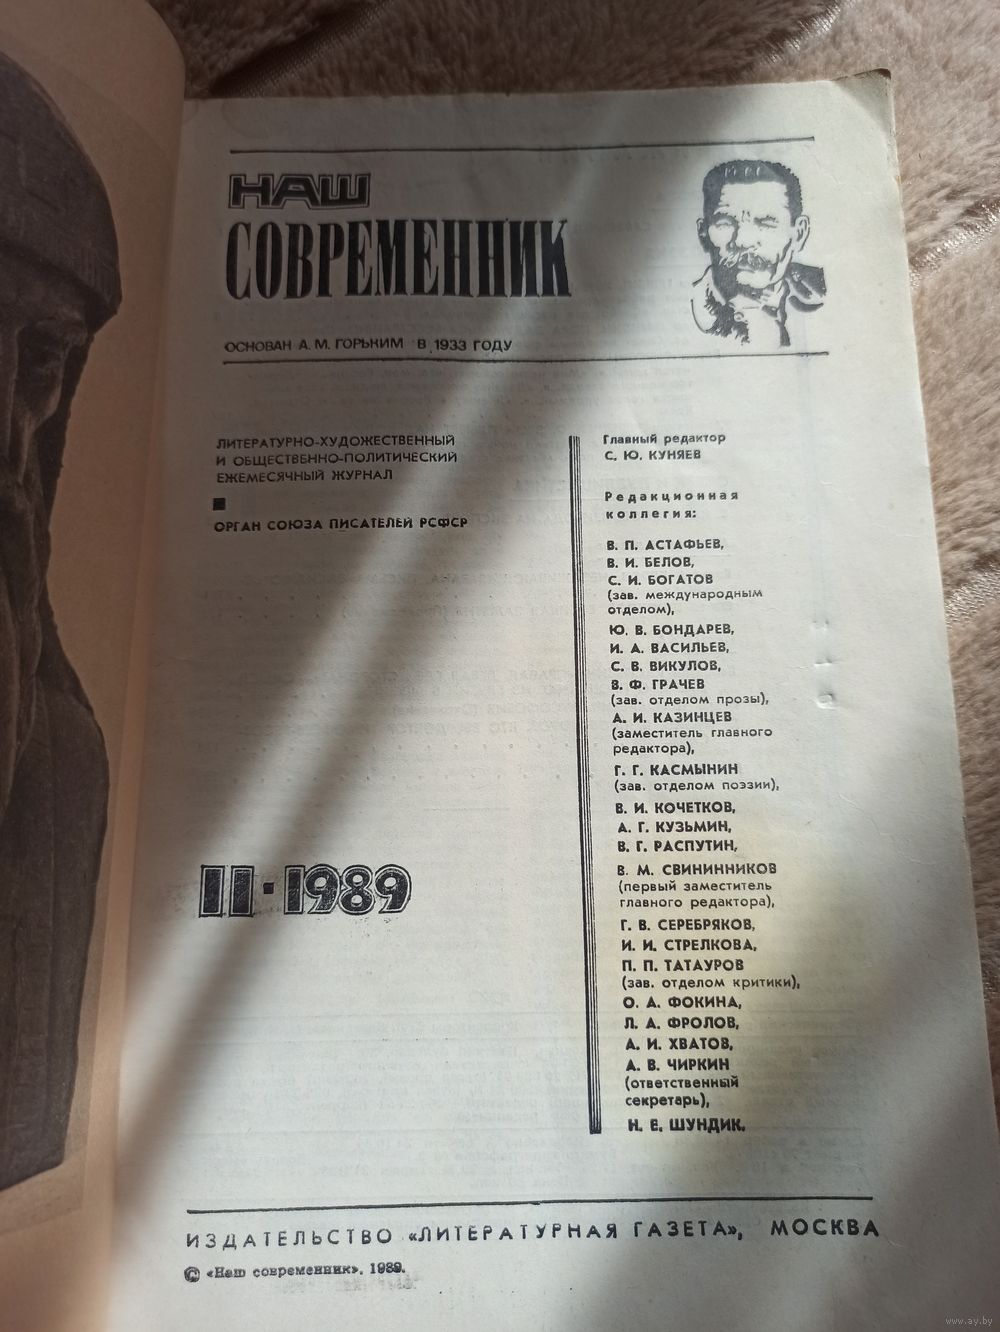 НАШ
СОВРЕМЕННИК
ОСНОВАН А. М. ГОРЬКИМ В 1933 ГОДУ
ЛИТЕРАТУРНО-ХУДОЖЕСТВЕННЫЙ
И ОБЩЕСТВЕННО-ПОЛИТИЧЕСКИЙ
ЕЖЕМЕСЯЧНЫЙ ЖУРНАЛ
ОРГАН СОЮЗА ПИСАТЕЛЕЙ РСФСР
11·1989
Главный редактор
С. Ю. КУНЯЕВ
Редакционная
коллегия:
В. П. АСТАФЬЕВ,
В. И. БЕЛОВ,
С. И. БОГАТОВ
(зав. международным
отделом),
Ю. В. БОНДАРЕВ,
И. А. ВАСИЛЬЕВ,
С. В. ВИКУЛОВ,
В. Ф. ГРАЧЕВ
(зав. отделом прозы),
А. И. КАЗИНЦЕВ
(заместитель главного
редактора),
Г. Г. КАСМЫНИН
(зав. отделом поэзии),
В. И. КОЧЕТКОВ,
А. Г. КУЗЬМИН,
В. Г. РАСПУТИН,
В. М. СВИНИННИКОВ
(первый заместитель
главного редактора),
Г. В. СЕРЕБРЯКОВ,
И. И. СТРЕЛКОВА,
П. П. ТАТАУРОВ
(зав. отделом критики),
О. А. ФОКИНА,
Л. А. ФРОЛОВ,
А. И. ХВАТОВ,
А. В. ЧИРКИН
(ответственный
секретарь),
Н. Е. ШУНДИК.
ИЗДАТЕЛЬСТВО «ЛИТЕРАТУРНАЯ ГАЗЕТА», МОСКВА
© «Наш современник», 1989.
www.ay.by